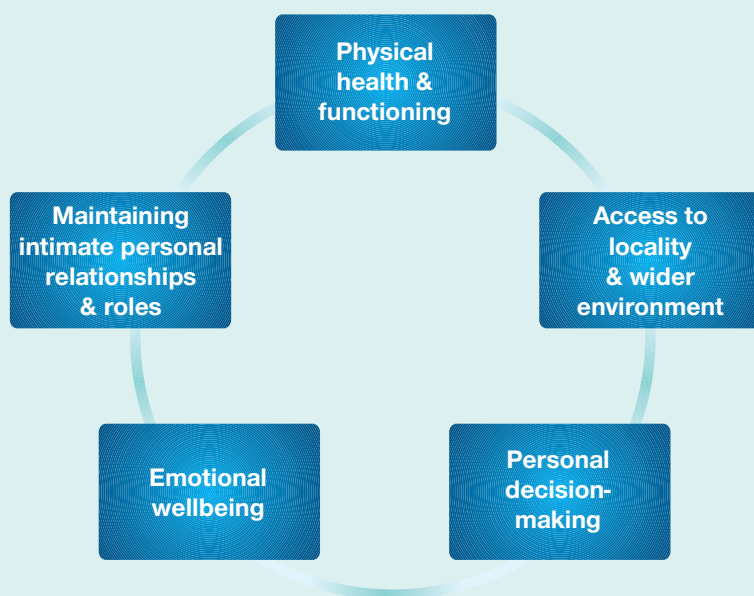 Physical
health &
functioning
Maintaining
intimate personal
relationships
& roles
Access to
locality
& wider
environment
Emotional
wellbeing
Personal
decision-
making